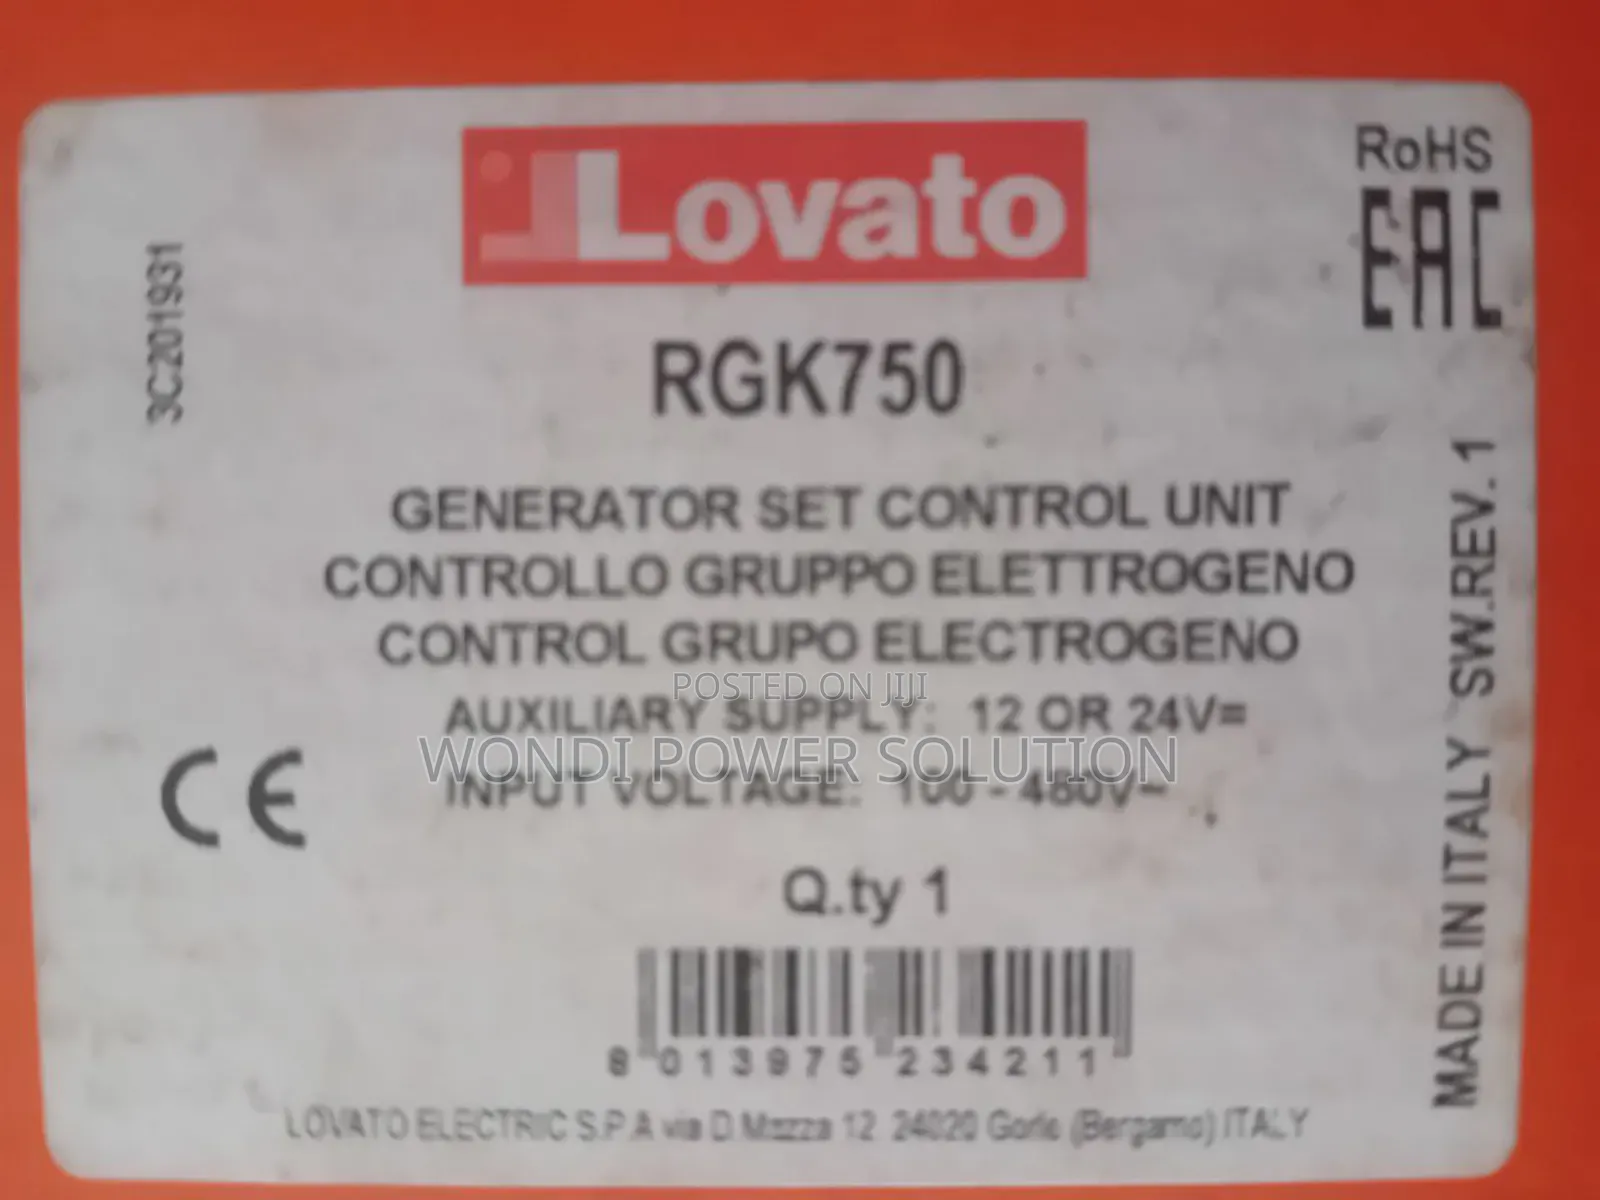 Lovato
RoHS
EAC
3C201931
RGK750
GENERATOR SET CONTROL UNIT
CONTROLLO GRUPPO ELETTROGENO
CONTROL GRUPO ELECTROGENO
POSTED ON JIJI
AUXILIARY SUPPLY: 12 OR 24V=
WONDI POWER SOLUTION
INPUT VOLTAGE: 100 - 480V~
CE
Q.ty 1
8 013975 234211
LOVATO ELECTRIC S.P.A via D.Mazza 12 24020 Gorle (Bergamo) ITALY
MADE IN ITALY SW.REV. 1